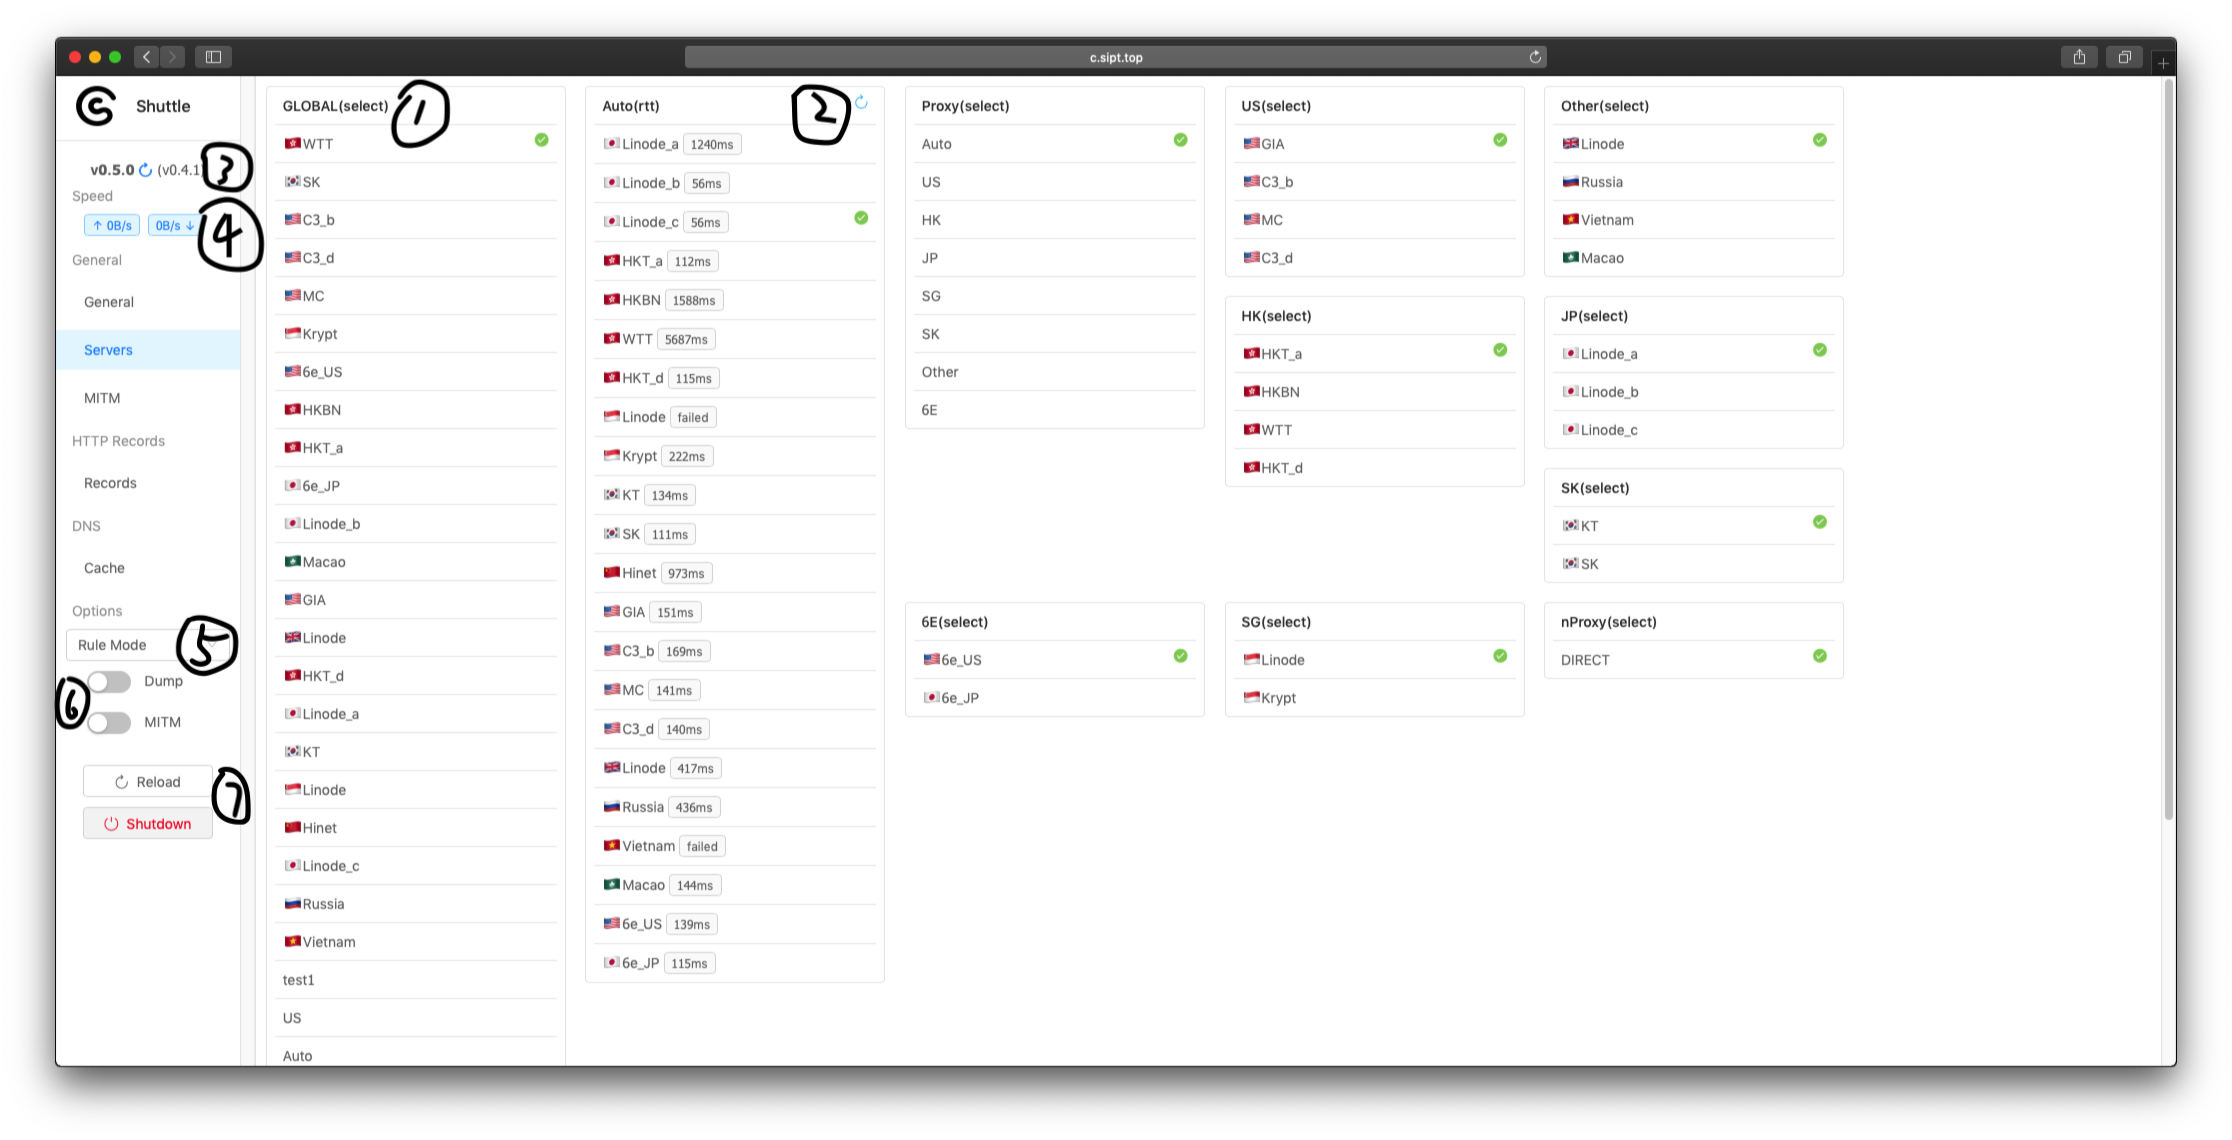 c.sipt.top
Shuttle
v0.5.0 (v0.4.1)
3
Speed
↑ 0B/s 0B/s ↓
4
General
General
Servers
MITM
HTTP Records
Records
DNS
Cache
Options
Rule Mode
5
Dump
6
MITM
Reload
7
Shutdown
GLOBAL(select)
1
WTT
SK
C3_b
C3_d
MC
Krypt
6e_US
HKBN
HKT_a
6e_JP
Linode_b
Macao
GIA
Linode
HKT_d
Linode_a
KT
Linode
Hinet
Linode_c
Russia
Vietnam
test1
US
Auto
Auto(rtt)
2
Linode_a 1240ms
Linode_b 56ms
Linode_c 56ms
HKT_a 112ms
HKBN 1588ms
WTT 5687ms
HKT_d 115ms
Linode failed
Krypt 222ms
KT 134ms
SK 111ms
Hinet 973ms
GIA 151ms
C3_b 169ms
MC 141ms
C3_d 140ms
Linode 417ms
Russia 436ms
Vietnam failed
Macao 144ms
6e_US 139ms
6e_JP 115ms
Proxy(select)
Auto
US
HK
JP
SG
SK
Other
6E
US(select)
GIA
C3_b
MC
C3_d
Other(select)
Linode
Russia
Vietnam
Macao
HK(select)
HKT_a
HKBN
WTT
HKT_d
JP(select)
Linode_a
Linode_b
Linode_c
SK(select)
KT
SK
6E(select)
6e_US
6e_JP
SG(select)
Linode
Krypt
nProxy(select)
DIRECT